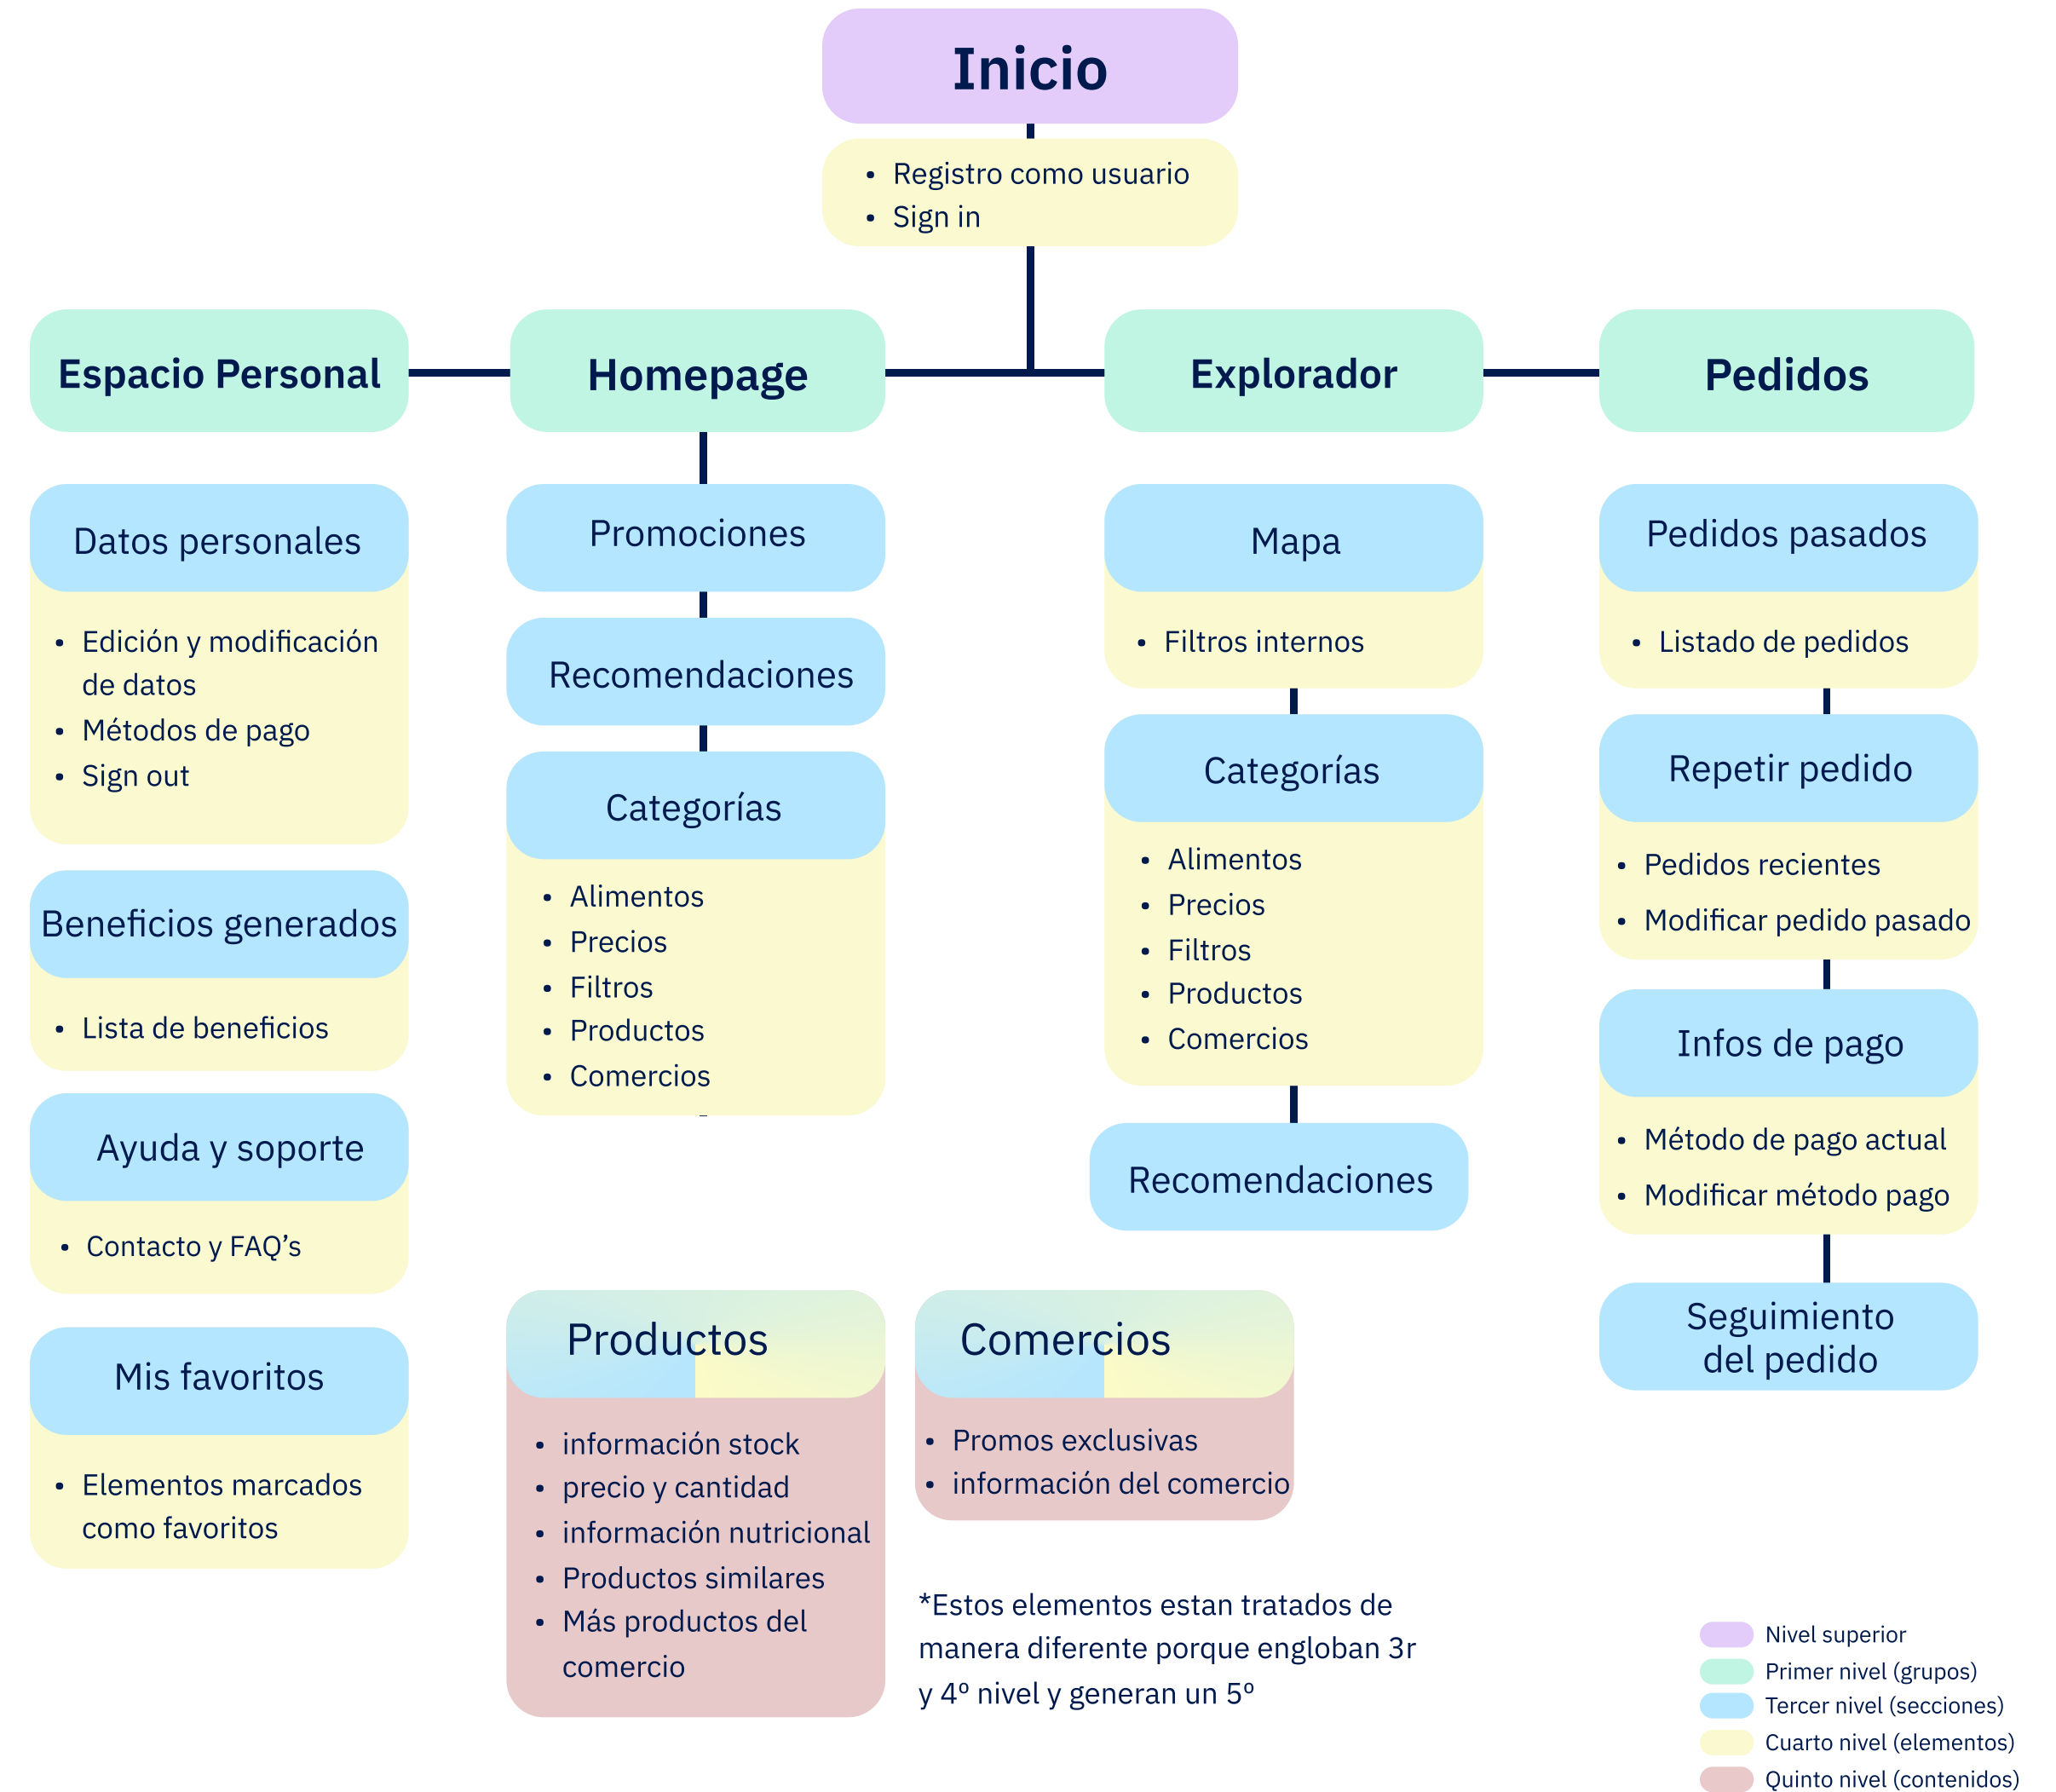 Inicio
• Registro como usuario
• Sign in
Espacio Personal
Homepage
Explorador
Pedidos
Datos personales
• Edición y modificación
de datos
• Métodos de pago
• Sign out
Beneficios generados
• Lista de beneficios
Ayuda y soporte
• Contacto y FAQ’s
Mis favoritos
• Elementos marcados
como favoritos
Promociones
Recomendaciones
Categorías
• Alimentos
• Precios
• Filtros
• Productos
• Comercios
Mapa
• Filtros internos
Categorías
• Alimentos
• Precios
• Filtros
• Productos
• Comercios
Recomendaciones
Pedidos pasados
• Listado de pedidos
Repetir pedido
• Pedidos recientes
• Modificar pedido pasado
Infos de pago
• Método de pago actual
• Modificar método pago
Seguimiento
del pedido
Productos
• información stock
• precio y cantidad
• información nutricional
• Productos similares
• Más productos del
comercio
Comercios
• Promos exclusivas
• información del comercio
*Estos elementos estan tratados de
manera diferente porque engloban 3r
y 4º nivel y generan un 5º
Nivel superior
Primer nivel (grupos)
Tercer nivel (secciones)
Cuarto nivel (elementos)
Quinto nivel (contenidos)